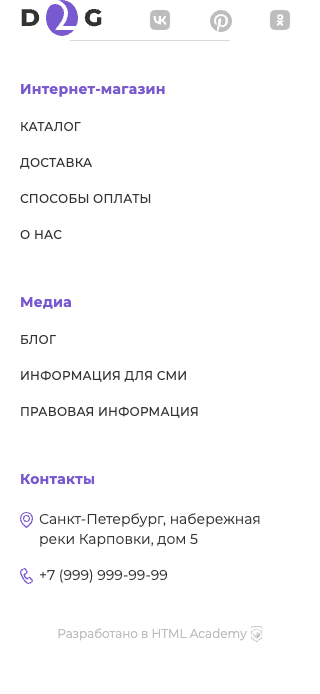 D2G
Интернет-магазин
КАТАЛОГ
ДОСТАВКА
СПОСОБЫ ОПЛАТЫ
О НАС
Медиа
БЛОГ
ИНФОРМАЦИЯ ДЛЯ СМИ
ПРАВОВАЯ ИНФОРМАЦИЯ
Контакты
Санкт-Петербург, набережная
реки Карповки, дом 5
+7 (999) 999-99-99
Разработано в HTML Academy